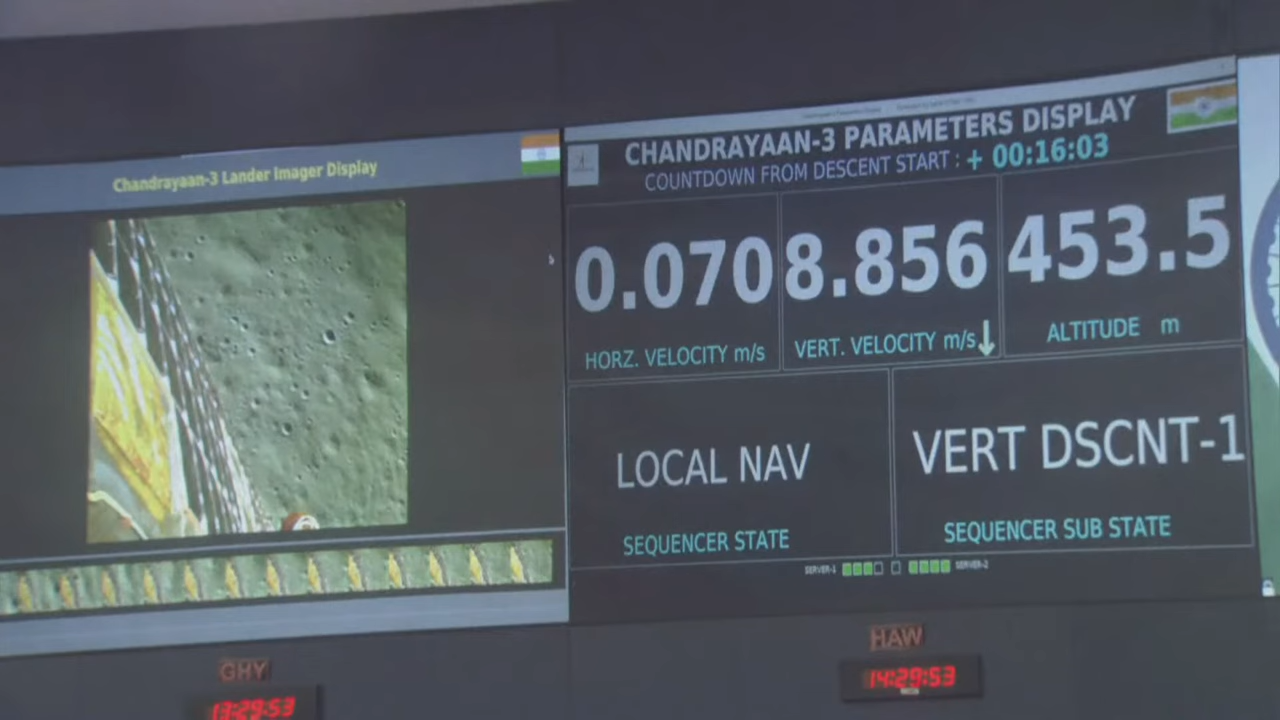 Chandrayaan-3 Lander Imager Display
CHANDRAYAAN-3 PARAMETERS DISPLAY
COUNTDOWN FROM DESCENT START : + 00:16:03
0.070
HORZ. VELOCITY m/s
8.856
VERT. VELOCITY m/s↓
453.5
ALTITUDE m
LOCAL NAV
SEQUENCER STATE
VERT DSCNT-1
SEQUENCER SUB STATE
SERVER-1 SERVER-2
GHY
13:29:53
HAW
14:29:53